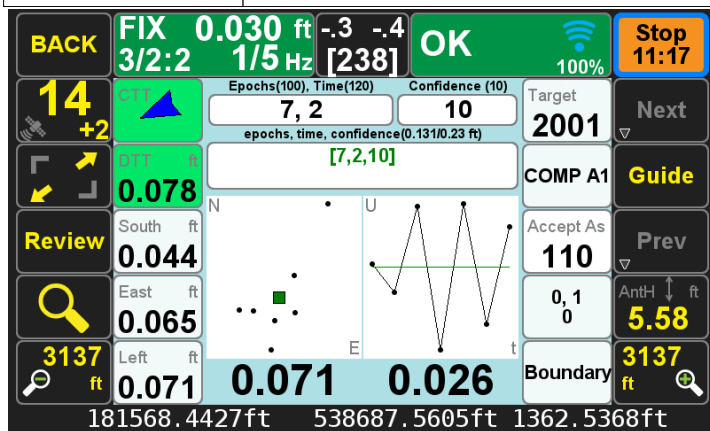 BACK
FIX 0.030 ft
3/2:2 1/5 Hz
-.3 -.4
[238]
OK
100%
Stop
11:17
14
+2
CTT
Epochs(100), Time(120)
7, 2
Confidence (10)
10
Target
2001
Next
epochs, time, confidence(0.131/0.23 ft)
[7,2,10]
DTT ft
0.078
COMP A1
Guide
Review
South ft
0.044
N
E
U
t
Accept As
110
Prev
East ft
0.065
0, 1
0
AntH ft
5.58
3137
ft
Left ft
0.071
0.071
0.026
Boundary
3137
ft
181568.4427ft 538687.5605ft 1362.5368ft